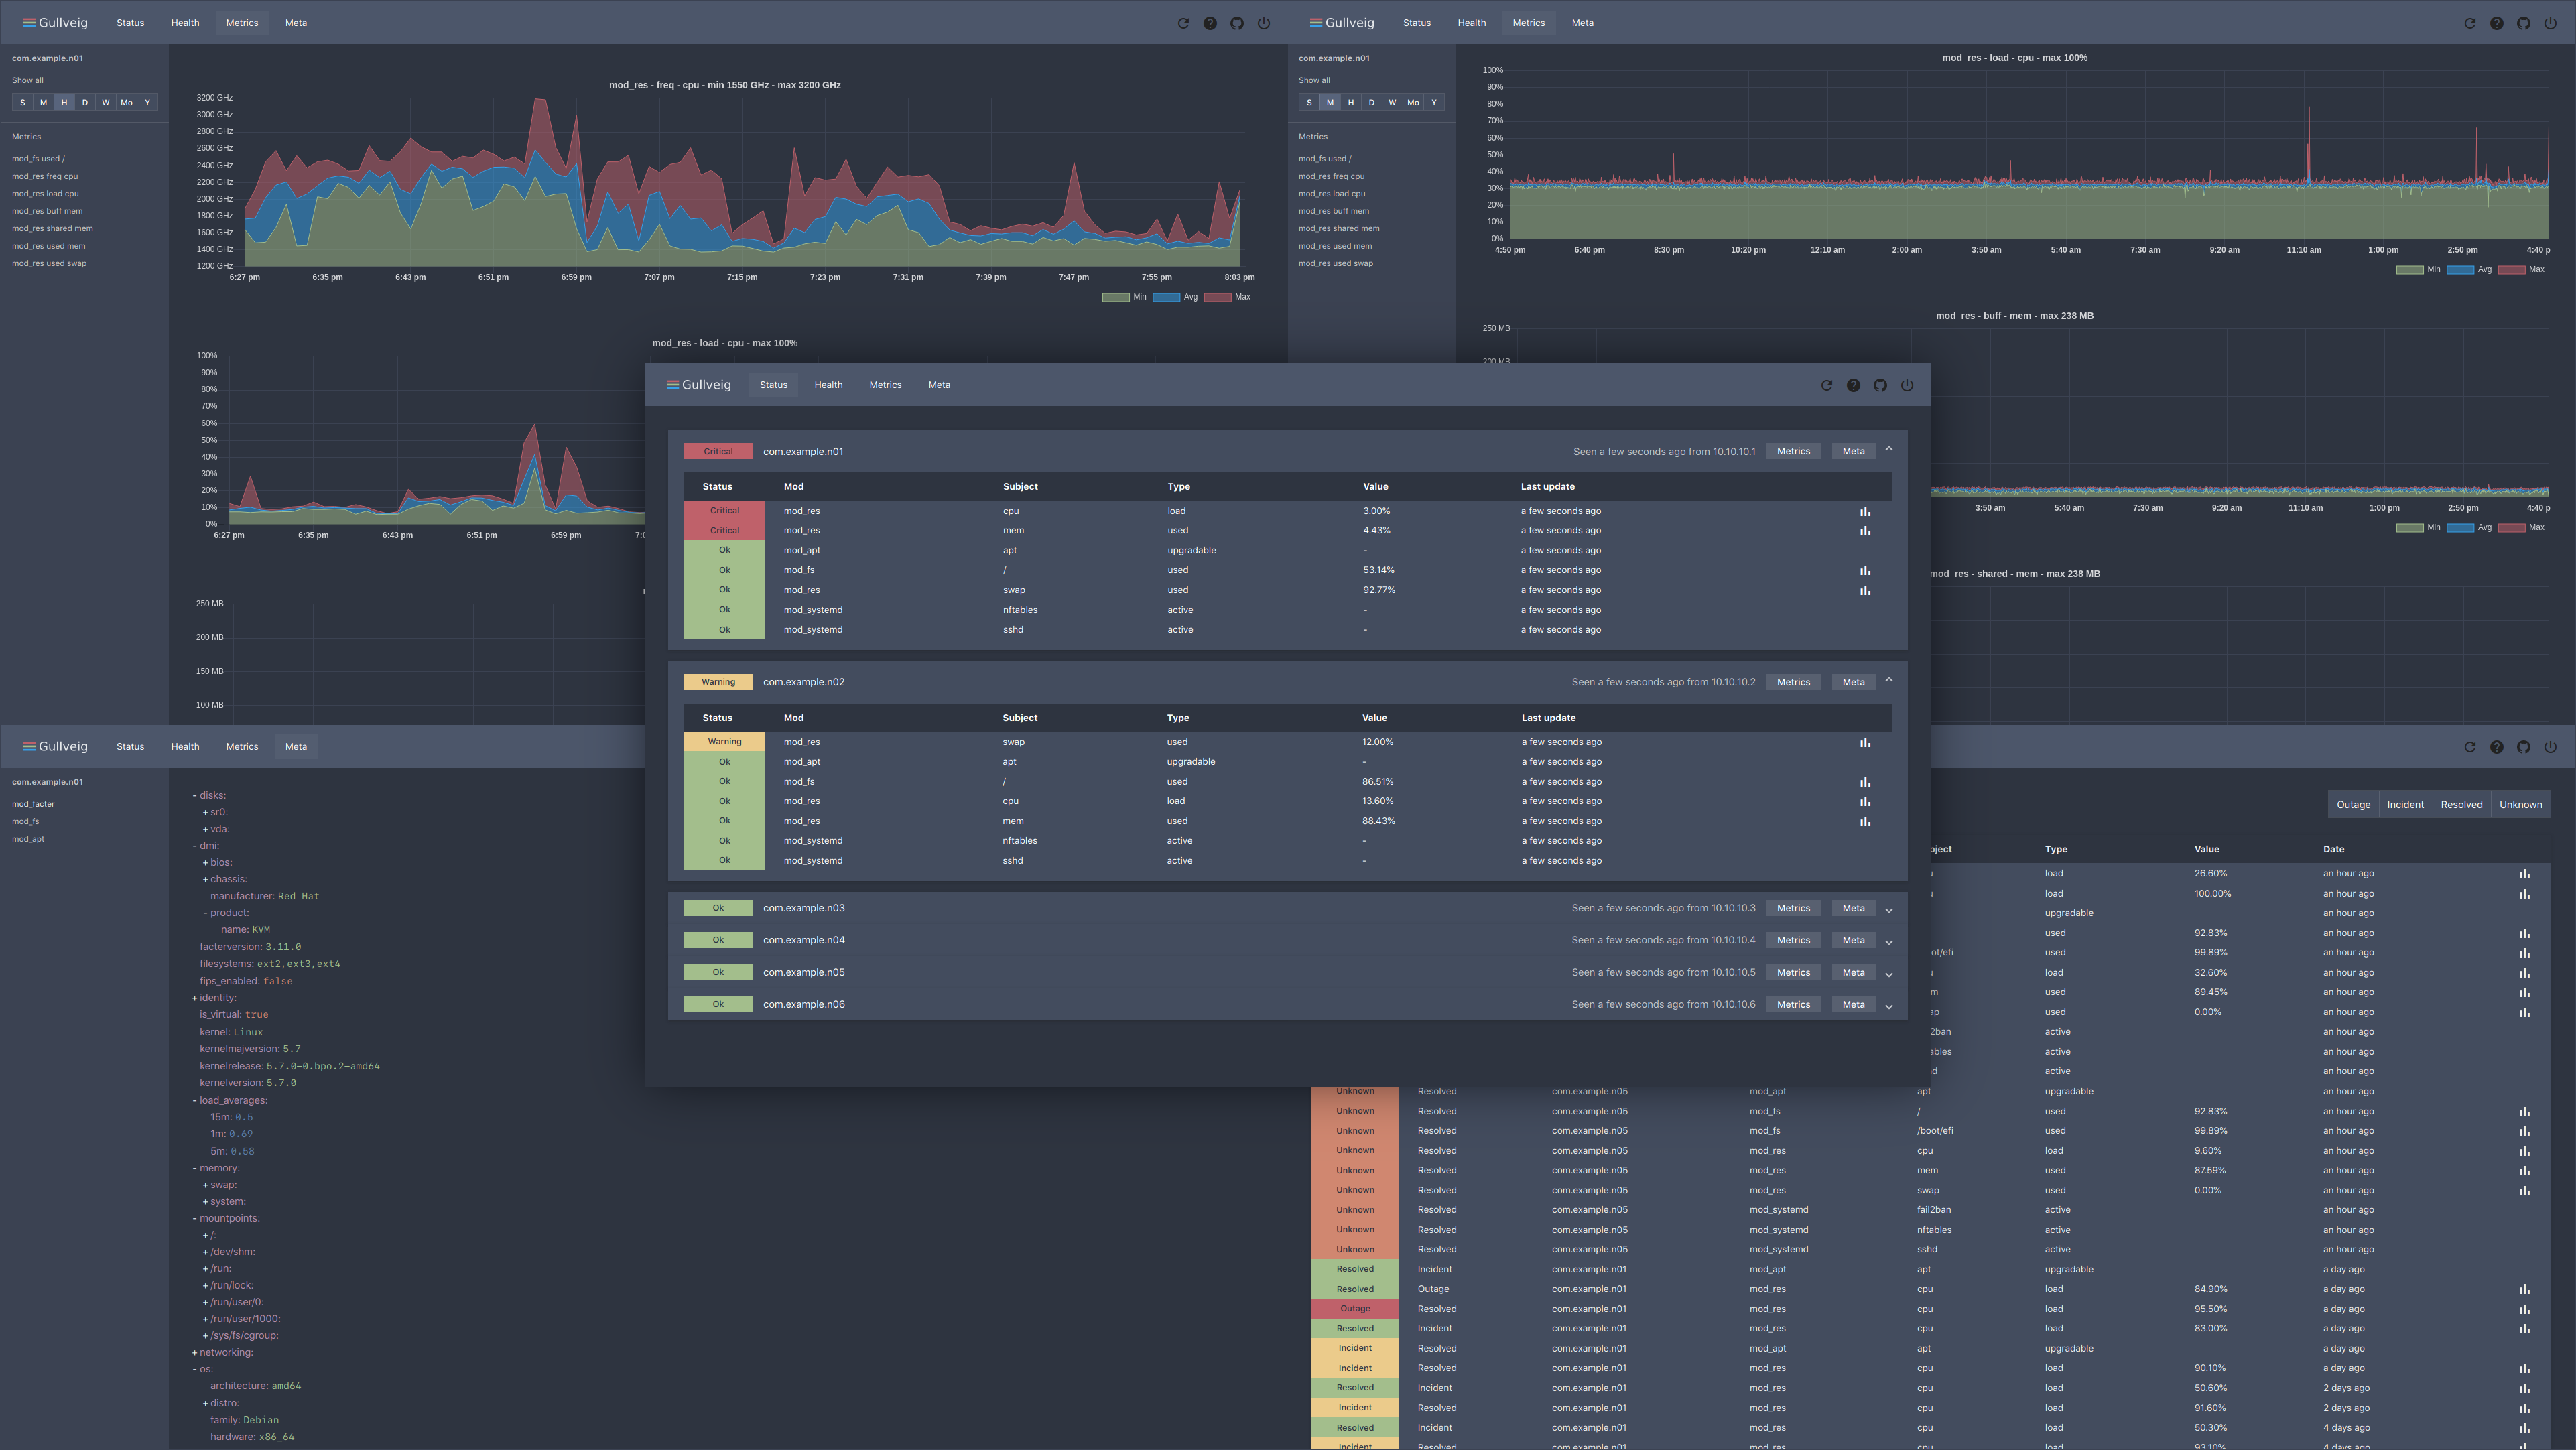 Gullveig Status Health Metrics Meta
com.example.n01
Show all
S M H D W Mo Y
Metrics
mod_fs used /
mod_res freq cpu
mod_res load cpu
mod_res buff mem
mod_res shared mem
mod_res used mem
mod_res used swap
mod_res - freq - cpu - min 1550 GHz - max 3200 GHz
3200 GHz
3000 GHz
2800 GHz
2600 GHz
2400 GHz
2200 GHz
2000 GHz
1800 GHz
1600 GHz
1400 GHz
1200 GHz
6:27 pm 6:35 pm 6:43 pm 6:51 pm 6:59 pm 7:07 pm 7:15 pm 7:23 pm 7:31 pm 7:39 pm 7:47 pm 7:55 pm 8:03 pm
Min Avg Max
mod_res - load - cpu - max 100%
100%
90%
80%
70%
60%
50%
40%
30%
20%
10%
0%
6:27 pm 6:35 pm 6:43 pm 6:51 pm 6:59 pm
250 MB
200 MB
150 MB
100 MB
Gullveig Status Health Metrics Meta
com.example.n01
Show all
S M H D W Mo Y
Metrics
mod_fs used /
mod_res freq cpu
mod_res load cpu
mod_res buff mem
mod_res shared mem
mod_res used mem
mod_res used swap
mod_res - load - cpu - max 100%
100%
90%
80%
70%
60%
50%
40%
30%
20%
10%
0%
4:50 pm 6:40 pm 8:30 pm 10:20 pm 12:10 am 2:00 am 3:50 am 5:40 am 7:30 am 9:20 am 11:10 am 1:00 pm 2:50 pm 4:40 p
Min Avg Max
mod_res - buff - mem - max 238 MB
250 MB
200 MB
3:50 am 5:40 am 7:30 am 9:20 am 11:10 am 1:00 pm 2:50 pm 4:40 p
Min Avg Max
mod_res - shared - mem - max 238 MB
Gullveig Status Health Metrics Meta
Critical com.example.n01 Seen a few seconds ago from 10.10.10.1 Metrics Meta
Status Mod Subject Type Value Last update
Critical mod_res cpu load 3.00% a few seconds ago
Critical mod_res mem used 4.43% a few seconds ago
Ok mod_apt apt upgradable - a few seconds ago
Ok mod_fs / used 53.14% a few seconds ago
Ok mod_res swap used 92.77% a few seconds ago
Ok mod_systemd nftables active - a few seconds ago
Ok mod_systemd sshd active - a few seconds ago
Warning com.example.n02 Seen a few seconds ago from 10.10.10.2 Metrics Meta
Status Mod Subject Type Value Last update
Warning mod_res swap used 12.00% a few seconds ago
Ok mod_apt apt upgradable - a few seconds ago
Ok mod_fs / used 86.51% a few seconds ago
Ok mod_res cpu load 13.60% a few seconds ago
Ok mod_res mem used 88.43% a few seconds ago
Ok mod_systemd nftables active - a few seconds ago
Ok mod_systemd sshd active - a few seconds ago
Ok com.example.n03 Seen a few seconds ago from 10.10.10.3 Metrics Meta
Ok com.example.n04 Seen a few seconds ago from 10.10.10.4 Metrics Meta
Ok com.example.n05 Seen a few seconds ago from 10.10.10.5 Metrics Meta
Ok com.example.n06 Seen a few seconds ago from 10.10.10.6 Metrics Meta
Gullveig Status Health Metrics Meta
com.example.n01
mod_facter
mod_fs
mod_apt
- disks:
+ sr0:
+ vda:
- dmi:
+ bios:
+ chassis:
manufacturer: Red Hat
- product:
name: KVM
facterversion: 3.11.0
filesystems: ext2,ext3,ext4
fips_enabled: false
+ identity:
is_virtual: true
kernel: Linux
kernelmajversion: 5.7
kernelrelease: 5.7.0-0.bpo.2-amd64
kernelversion: 5.7.0
- load_averages:
15m: 0.5
1m: 0.69
5m: 0.58
- memory:
+ swap:
+ system:
- mountpoints:
+ /:
+ /dev/shm:
+ /run:
+ /run/lock:
+ /run/user/0:
+ /run/user/1000:
+ /sys/fs/cgroup:
+ networking:
- os:
architecture: amd64
+ distro:
family: Debian
hardware: x86_64
Outage Incident Resolved Unknown
bject Type Value Date
load 26.60% an hour ago
load 100.00% an hour ago
upgradable an hour ago
used 92.83% an hour ago
ot/efi used 99.89% an hour ago
load 32.60% an hour ago
m used 89.45% an hour ago
ap used 0.00% an hour ago
2ban active an hour ago
ables active an hour ago
d active an hour ago
Unknown Resolved com.example.n05 mod_apt apt upgradable an hour ago
Unknown Resolved com.example.n05 mod_fs / used 92.83% an hour ago
Unknown Resolved com.example.n05 mod_fs /boot/efi used 99.89% an hour ago
Unknown Resolved com.example.n05 mod_res cpu load 9.60% an hour ago
Unknown Resolved com.example.n05 mod_res mem used 87.59% an hour ago
Unknown Resolved com.example.n05 mod_res swap used 0.00% an hour ago
Unknown Resolved com.example.n05 mod_systemd fail2ban active an hour ago
Unknown Resolved com.example.n05 mod_systemd nftables active an hour ago
Unknown Resolved com.example.n05 mod_systemd sshd active an hour ago
Resolved Incident com.example.n01 mod_apt apt upgradable a day ago
Resolved Outage com.example.n01 mod_res cpu load 84.90% a day ago
Outage Resolved com.example.n01 mod_res cpu load 95.50% a day ago
Resolved Incident com.example.n01 mod_res cpu load 83.00% a day ago
Incident Resolved com.example.n01 mod_apt apt upgradable a day ago
Incident Resolved com.example.n01 mod_res cpu load 90.10% a day ago
Resolved Incident com.example.n01 mod_res cpu load 50.60% 2 days ago
Incident Resolved com.example.n01 mod_res cpu load 91.60% 2 days ago
Resolved Incident com.example.n01 mod_res cpu load 50.30% 4 days ago
Incident Resolved com.example.n01 mod_res cpu load 93.10% 4 days ago